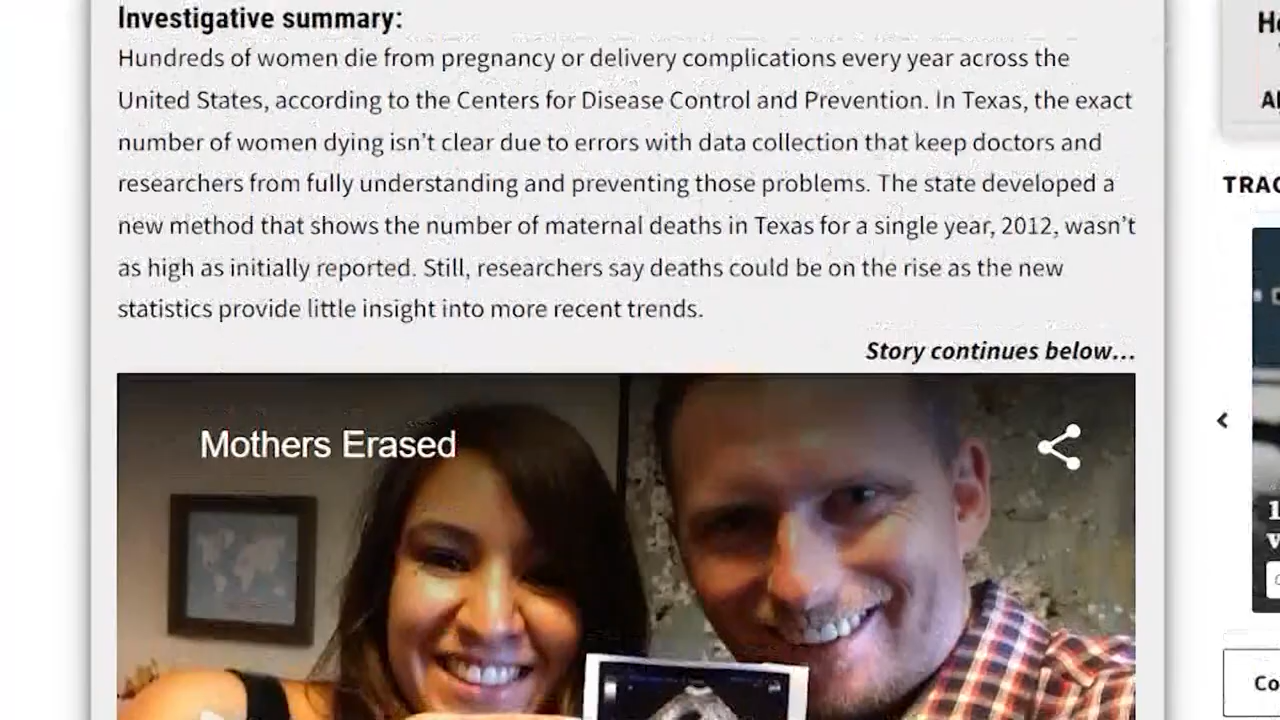 Investigative summary:
Hundreds of women die from pregnancy or delivery complications every year across the
United States, according to the Centers for Disease Control and Prevention. In Texas, the exact
number of women dying isn't clear due to errors with data collection that keep doctors and
researchers from fully understanding and preventing those problems. The state developed a
new method that shows the number of maternal deaths in Texas for a single year, 2012, wasn't
as high as initially reported. Still, researchers say deaths could be on the rise as the new
statistics provide little insight into more recent trends.
Story continues below...
Mothers Erased
TRAC
Co